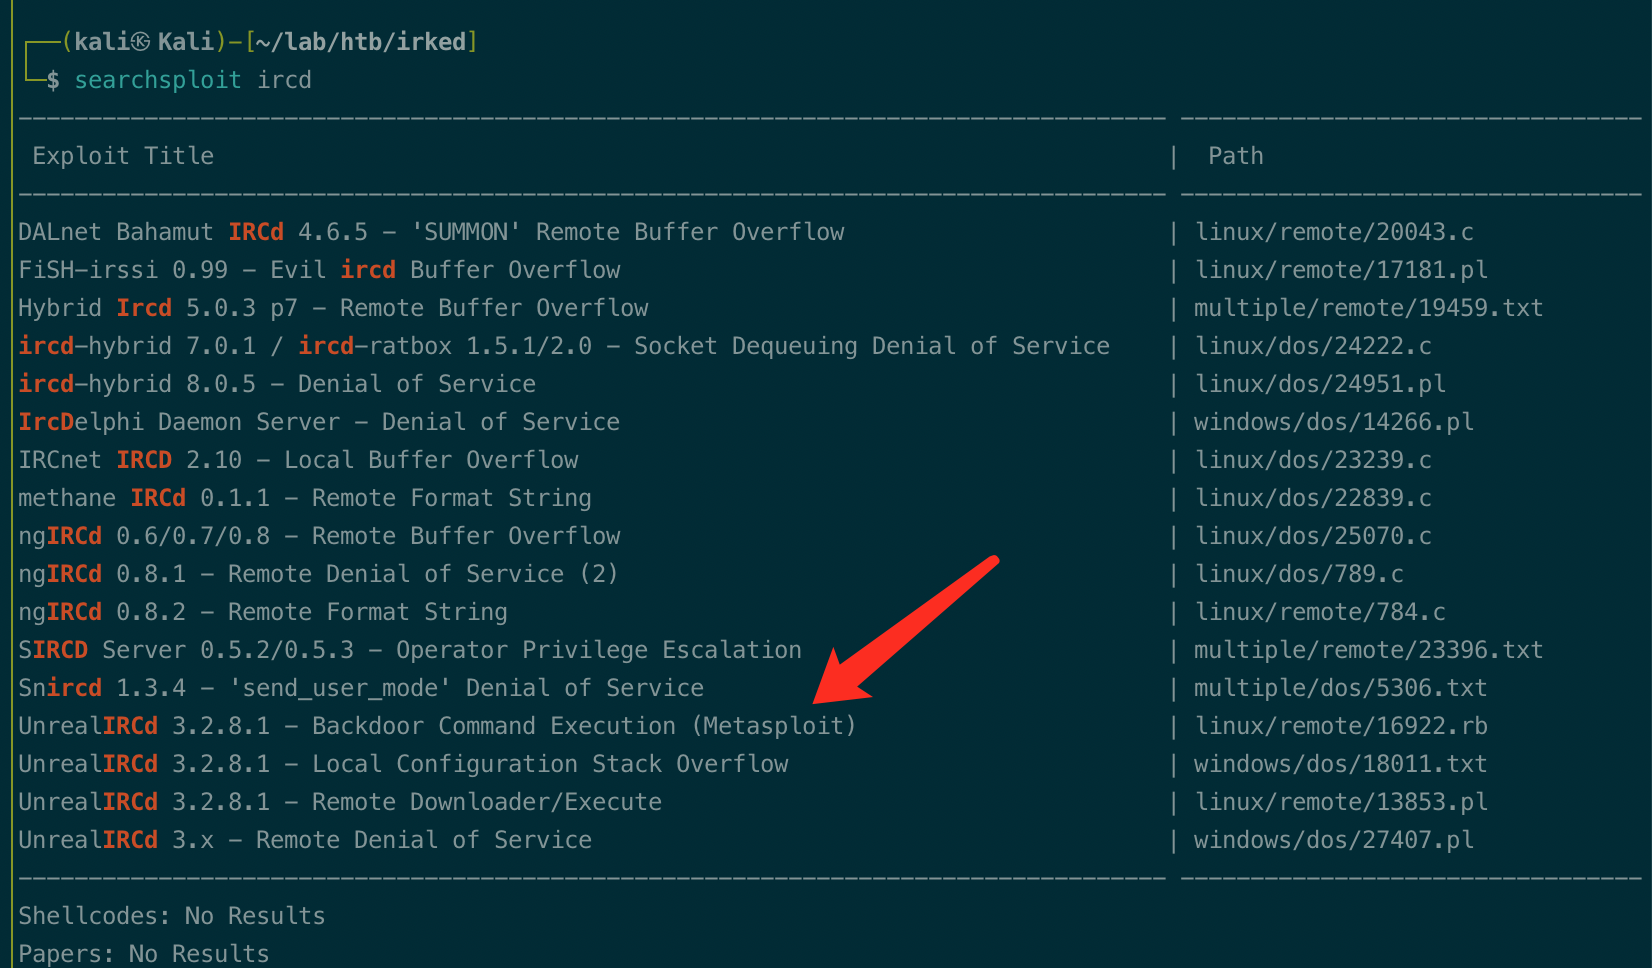 (kali㉿Kali)-[~/lab/htb/irked]
$ searchsploit ircd
Exploit Title | Path
DALnet Bahamut IRCd 4.6.5 - 'SUMMON' Remote Buffer Overflow | linux/remote/20043.c
FiSH-irssi 0.99 - Evil ircd Buffer Overflow | linux/remote/17181.pl
Hybrid Ircd 5.0.3 p7 - Remote Buffer Overflow | multiple/remote/19459.txt
ircd-hybrid 7.0.1 / ircd-ratbox 1.5.1/2.0 - Socket Dequeuing Denial of Service | linux/dos/24222.c
ircd-hybrid 8.0.5 - Denial of Service | linux/dos/24951.pl
IrcDelphi Daemon Server - Denial of Service | windows/dos/14266.pl
IRCnet IRCD 2.10 - Local Buffer Overflow | linux/dos/23239.c
methane IRCd 0.1.1 - Remote Format String | linux/dos/22839.c
ngIRCd 0.6/0.7/0.8 - Remote Buffer Overflow | linux/dos/25070.c
ngIRCd 0.8.1 - Remote Denial of Service (2) | linux/dos/789.c
ngIRCd 0.8.2 - Remote Format String | linux/remote/784.c
SIRCD Server 0.5.2/0.5.3 - Operator Privilege Escalation | multiple/remote/23396.txt
Snircd 1.3.4 - 'send_user_mode' Denial of Service | multiple/dos/5306.txt
UnrealIRCd 3.2.8.1 - Backdoor Command Execution (Metasploit) | linux/remote/16922.rb
UnrealIRCd 3.2.8.1 - Local Configuration Stack Overflow | windows/dos/18011.txt
UnrealIRCd 3.2.8.1 - Remote Downloader/Execute | linux/remote/13853.pl
UnrealIRCd 3.x - Remote Denial of Service | windows/dos/27407.pl
Shellcodes: No Results
Papers: No Results